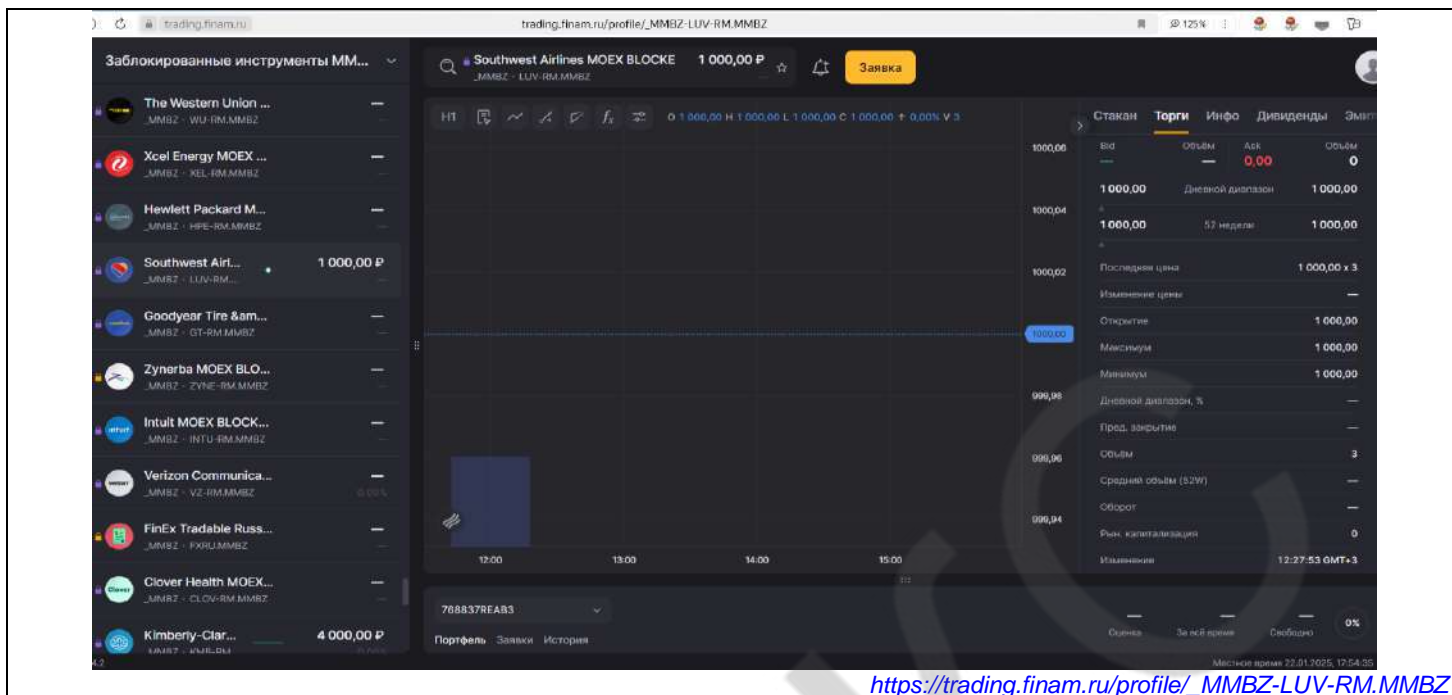 trading.finam.ru
trading.finam.ru/profile/_MMBZ-LUV-RM.MMBZ
125%
Заблокированные инструменты MM...
Southwest Airlines MOEX BLOCKE 1 000,00 ₽
_MMBZ · LUV-RM.MMBZ
Заявка
The Western Union ... —
_MMBZ · WU-RM.MMBZ
Xcel Energy MOEX ... —
_MMBZ · XEL-RM.MMBZ
Hewlett Packard M... —
_MMBZ · HPE-RM.MMBZ
Southwest Airl... 1 000,00 ₽
_MMBZ · LUV-RM...
Goodyear Tire &am... —
_MMBZ · GT-RM.MMBZ
Zynerba MOEX BLO... —
_MMBZ · ZYNE-RM.MMBZ
Intuit MOEX BLOCK... —
_MMBZ · INTU-RM.MMBZ
Verizon Communica... —
_MMBZ · VZ-RM.MMBZ 0,00%
FinEx Tradable Russ... —
_MMBZ · FXRU.MMBZ
Clover Health MOEX... —
_MMBZ · CLOV-RM.MMBZ
Kimberly-Clar... 4 000,00 ₽
_MMBZ · KMB-RM
H1 O 1 000,00 H 1 000,00 L 1 000,00 C 1 000,00 0,00% V 3
1000,06
1000,04
1000,02
1000,00
999,98
999,96
999,94
12:00 13:00 14:00 15:00
Стакан Торги Инфо Дивиденды Эмит
Bid Объём Ask Объём
— — 0,00 0
1 000,00 Дневной диапазон 1 000,00
1 000,00 52 недели 1 000,00
Последняя цена 1 000,00 x 3
Изменение цены —
Открытие 1 000,00
Максимум 1 000,00
Минимум 1 000,00
Дневной диапазон, % —
Пред. закрытие —
Объём 3
Средний объём (52W) —
Оборот —
Рын. капитализация 0
Изменение 12:27:53 GMT+3
768837REAB3
Портфель Заявки История
— — —
Оценка За всё время Свободно 0%
4.2
Местное время 22.01.2025, 17:54:35
https://trading.finam.ru/profile/_MMBZ-LUV-RM.MMBZ